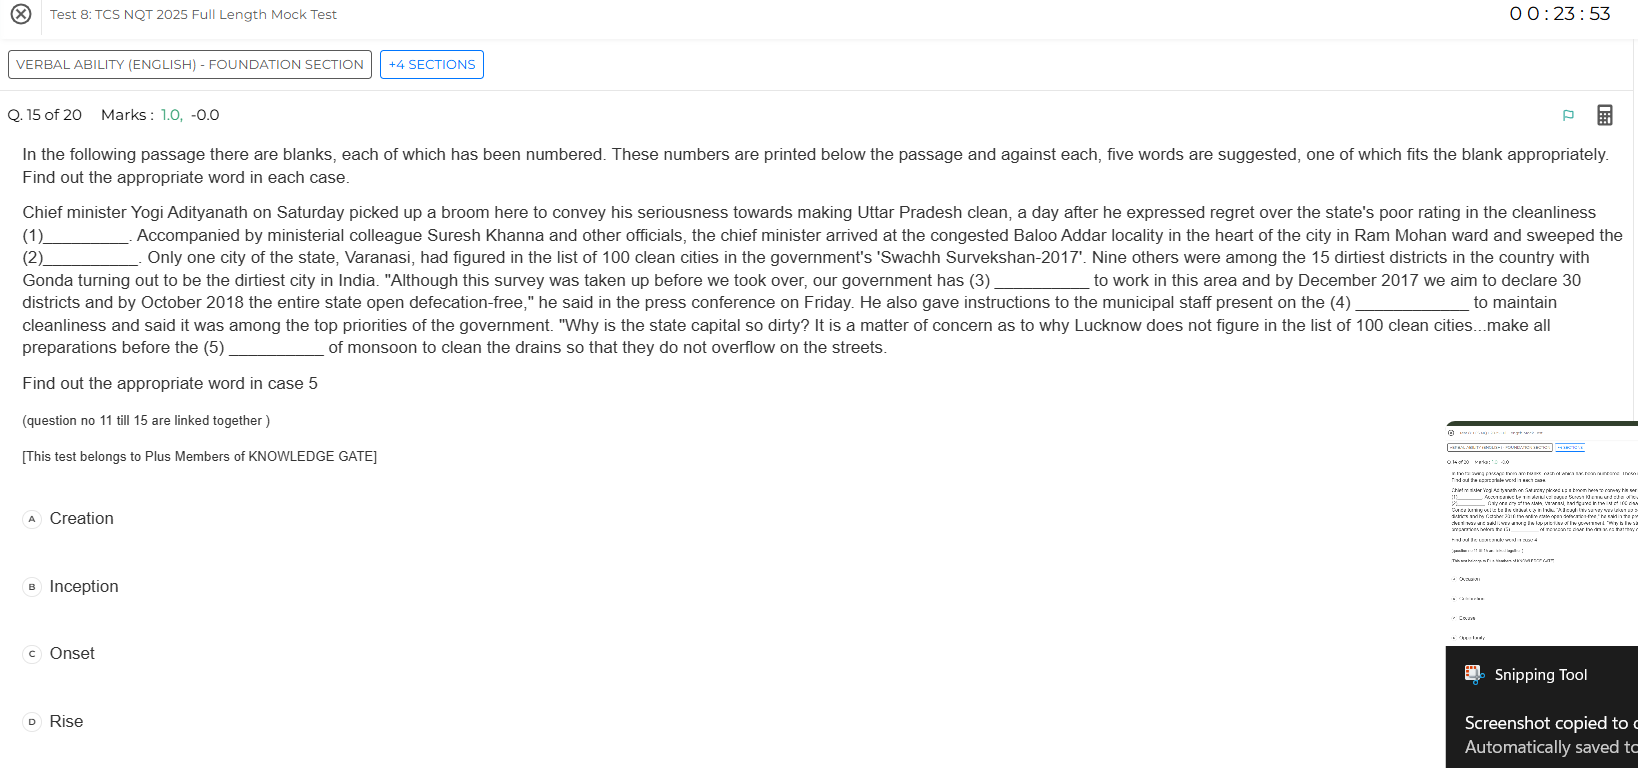 Test 8: TCS NQT 2025 Full Length Mock Test
00:23:53
VERBAL ABILITY (ENGLISH) - FOUNDATION SECTION
+4 SECTIONS
Q. 15 of 20 Marks : 1.0, -0.0
In the following passage there are blanks, each of which has been numbered. These numbers are printed below the passage and against each, five words are suggested, one of which fits the blank appropriately.
Find out the appropriate word in each case.
Chief minister Yogi Adityanath on Saturday picked up a broom here to convey his seriousness towards making Uttar Pradesh clean, a day after he expressed regret over the state's poor rating in the cleanliness
(1)_________. Accompanied by ministerial colleague Suresh Khanna and other officials, the chief minister arrived at the congested Baloo Addar locality in the heart of the city in Ram Mohan ward and sweeped the
(2)__________. Only one city of the state, Varanasi, had figured in the list of 100 clean cities in the government's 'Swachh Survekshan-2017'. Nine others were among the 15 dirtiest districts in the country with
Gonda turning out to be the dirtiest city in India. "Although this survey was taken up before we took over, our government has (3) __________ to work in this area and by December 2017 we aim to declare 30
districts and by October 2018 the entire state open defecation-free," he said in the press conference on Friday. He also gave instructions to the municipal staff present on the (4) ____________ to maintain
cleanliness and said it was among the top priorities of the government. "Why is the state capital so dirty? It is a matter of concern as to why Lucknow does not figure in the list of 100 clean cities...make all
preparations before the (5) __________ of monsoon to clean the drains so that they do not overflow on the streets.
Find out the appropriate word in case 5
(question no 11 till 15 are linked together )
[This test belongs to Plus Members of KNOWLEDGE GATE]
A Creation
B Inception
C Onset
D Rise
Snipping Tool
Screenshot copied to
Automatically saved to